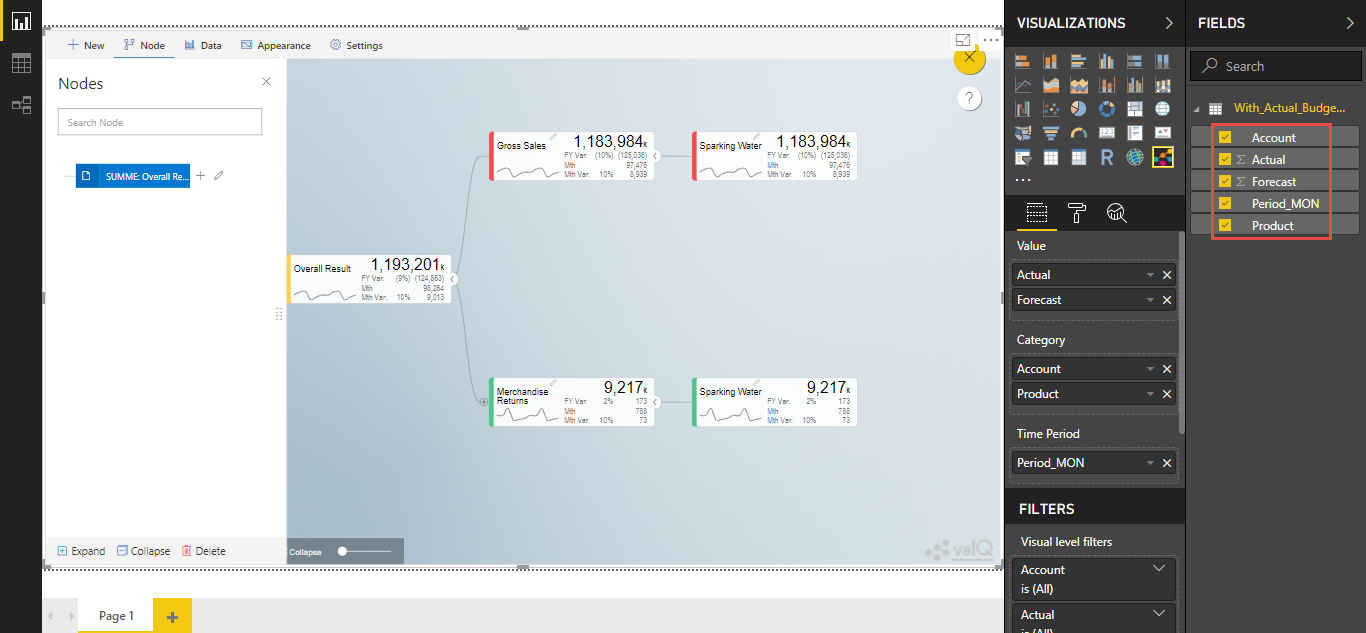 New
Node
Data
Appearance
Settings
Nodes
Search Node
SUMME: Overall Re...
Expand
Collapse
Delete
Overall Result
1,193,201k
FY Var: (9%) (124,863)
Mth 98,264
Mth Var: 10% 9,013
Gross Sales
1,183,984k
FY Var: (10%) (125,036)
Mth 97,476
Mth Var: 10% 8,939
Sparking Water
1,183,984k
FY Var: (10%) (125,036)
Mth 97,476
Mth Var: 10% 8,939
Merchandise
Returns
9,217k
FY Var: 2% 173
Mth 788
Mth Var: 10% 73
Sparking Water
9,217k
FY Var: 2% 173
Mth 788
Mth Var: 10% 73
?
Collapse
valQ
Page 1
VISUALIZATIONS
123
R
Value
Actual
Forecast
Category
Account
Product
Time Period
Period_MON
FILTERS
Visual level filters
Account
is (All)
Actual
is (All)
FIELDS
Search
With_Actual_Budge...
Account
Σ Actual
Σ Forecast
Period_MON
Product